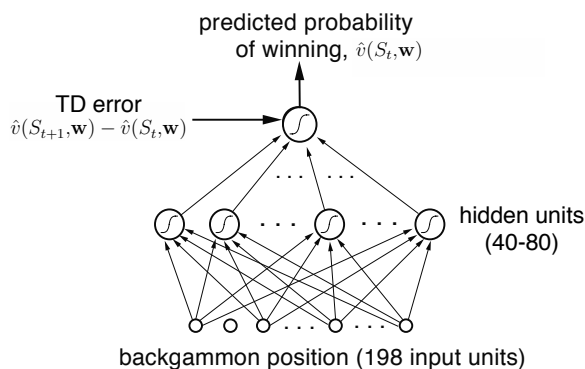 predicted probability
of winning, v̂(S_t,w)
TD error
v̂(S_{t+1},w) − v̂(S_t,w)
hidden units
(40-80)
backgammon position (198 input units)